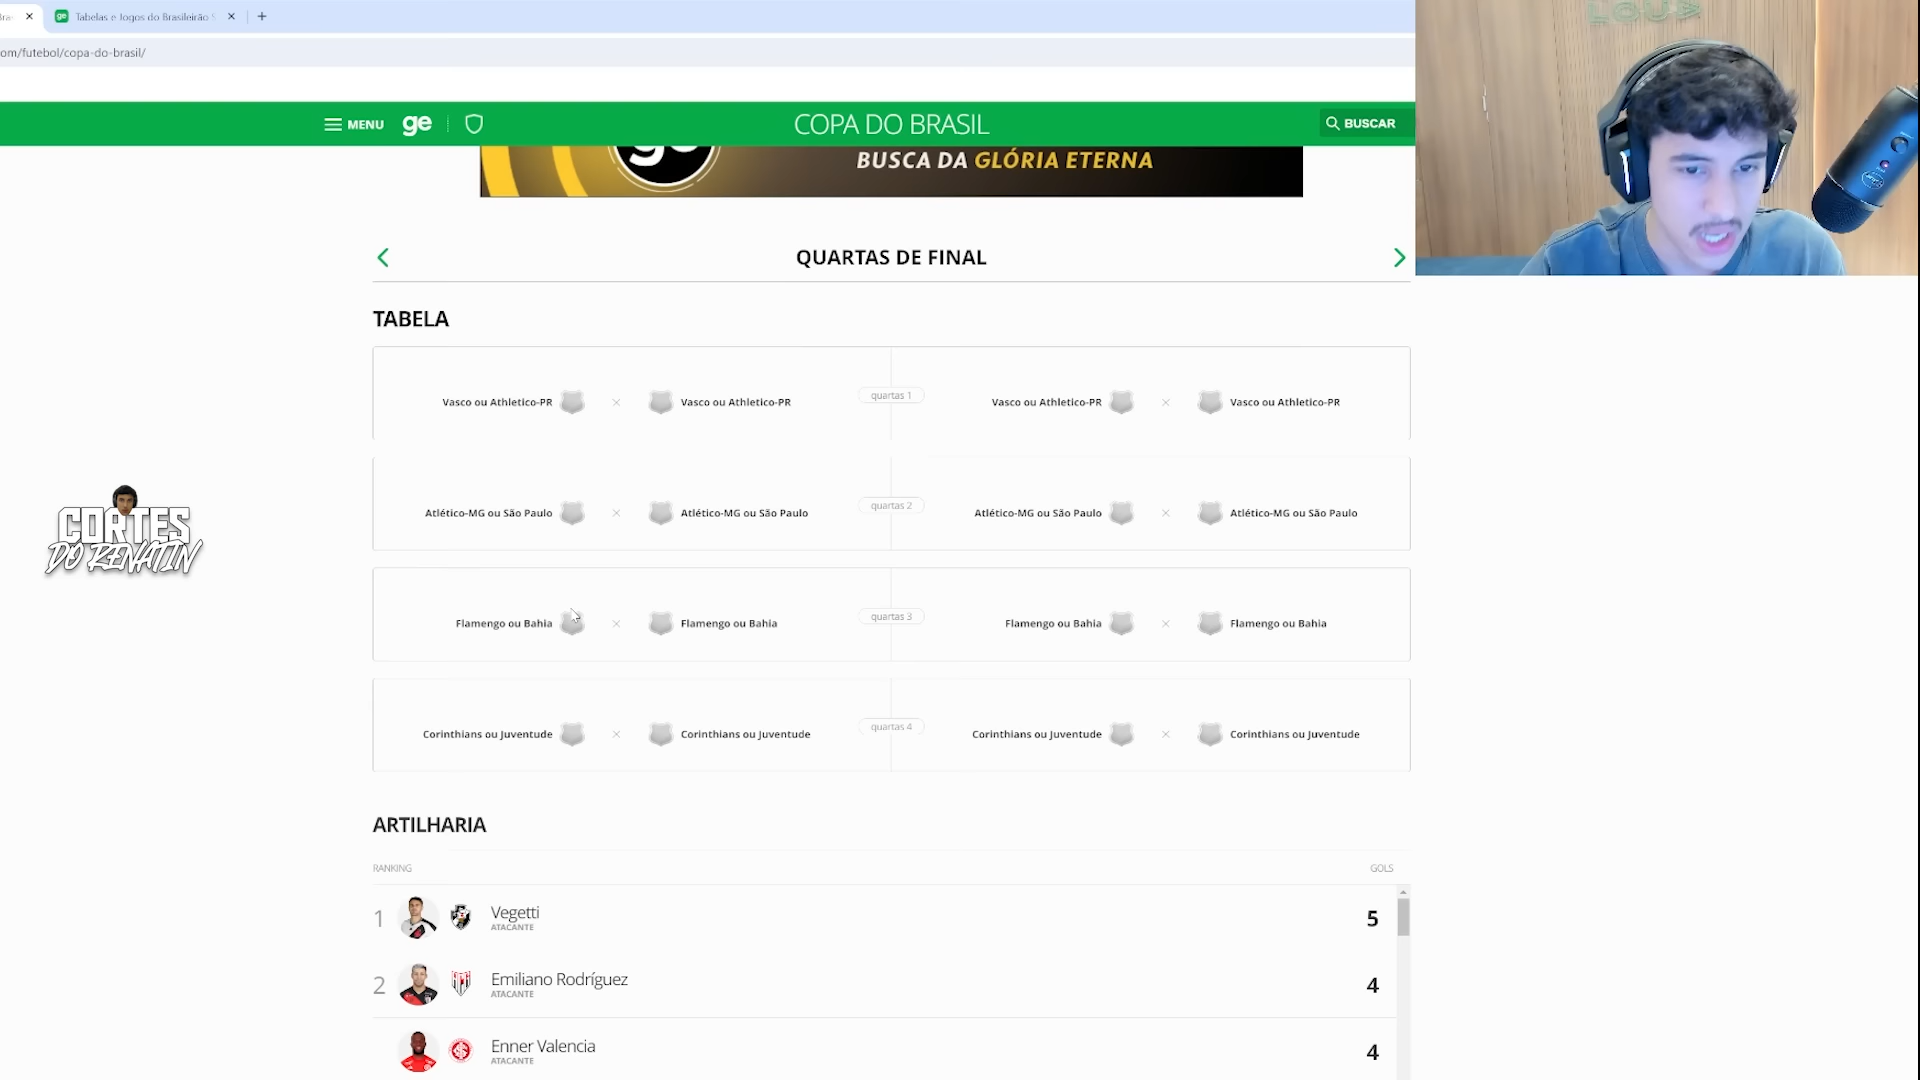 Tabelas e Jogos do Brasileirão S
om/futebol/copa-do-brasil/
MENU
ge
COPA DO BRASIL
BUSCAR
BUSCA DA GLÓRIA ETERNA
QUARTAS DE FINAL
TABELA
Vasco ou Athletico-PR × Vasco ou Athletico-PR quartas 1 Vasco ou Athletico-PR × Vasco ou Athletico-PR
Atlético-MG ou São Paulo × Atlético-MG ou São Paulo quartas 2 Atlético-MG ou São Paulo × Atlético-MG ou São Paulo
Flamengo ou Bahia × Flamengo ou Bahia quartas 3 Flamengo ou Bahia × Flamengo ou Bahia
CORTES
DO RENATIN
Corinthians ou Juventude × Corinthians ou Juventude quartas 4 Corinthians ou Juventude × Corinthians ou Juventude
ARTILHARIA
RANKING GOLS
1 Vegetti 5
ATACANTE
2 Emiliano Rodríguez 4
ATACANTE
Enner Valencia 4
ATACANTE